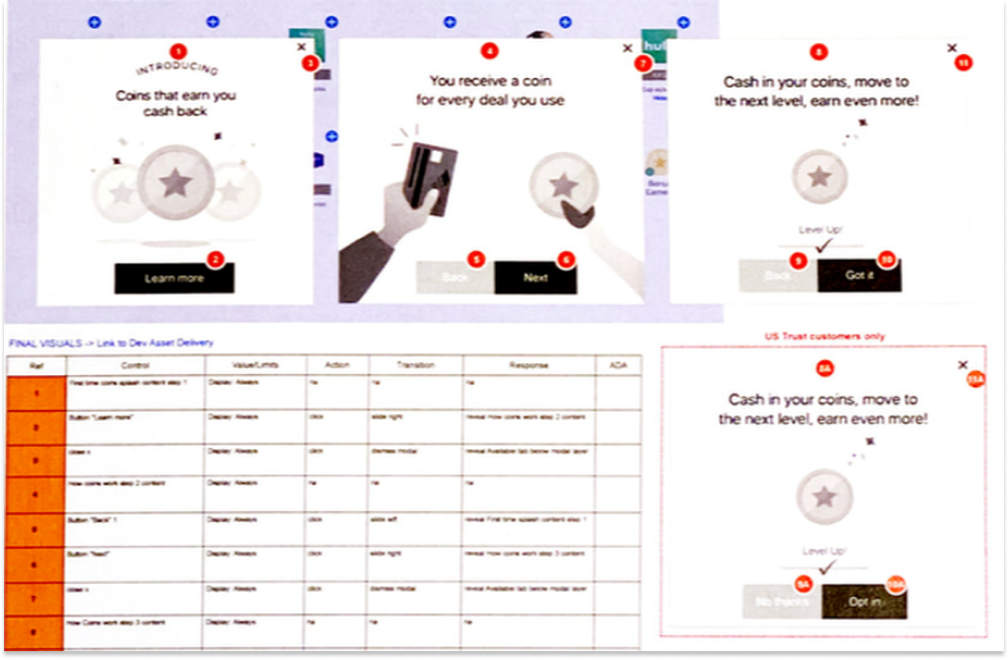 1
INTRODUCING
Coins that earn you
cash back
3
2
Learn more
4
You receive a coin
for every deal you use
7
5
Back
6
Next
hulu
8
Cash in your coins, move to
the next level, earn even more!
11
Level Up!
9
Back
10
Got it
FINAL VISUALS -> Link to Dev Asset Delivery
Ref Control Value/Limits Action Transition Response ADA
1 First time coins splash content step 1 Display: Always na na na
2 Button "Learn more" Display: Always click slide right reveal How coins work step 2 content
3 close x Display: Always click dismiss modal reveal Available tab below modal layer
4 How coins work step 2 content Display: Always na na na
5 Button "Back" 1 Display: Always click slide left reveal First time splash content step 1
6 Button "Next" Display: Always click slide right reveal How coins work step 3 content
7 close x Display: Always click dismiss modal reveal Available tab below modal layer
8 How Coins work step 3 content Display: Always na na na
US Trust customers only
8A
11A
Cash in your coins, move to
the next level, earn even more!
Level Up!
9A
No thanks
10A
Opt in